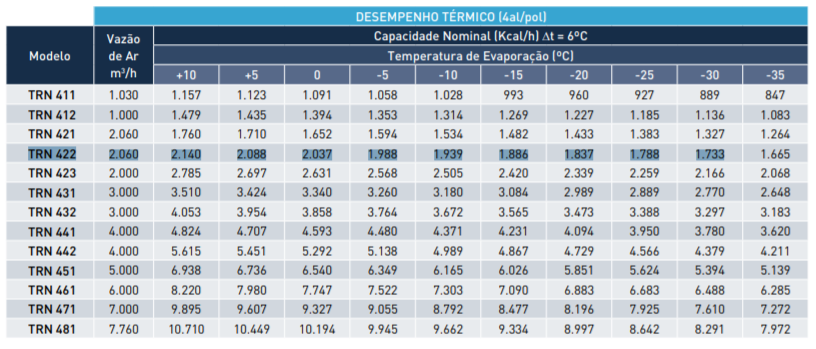 DESEMPENHO TÉRMICO (4al/pol)
Modelo Vazão de Ar m³/h Capacidade Nominal (Kcal/h) Δt = 6ºC
Temperatura de Evaporação (ºC)
+10 +5 0 -5 -10 -15 -20 -25 -30 -35
TRN 411 1.030 1.157 1.123 1.091 1.058 1.028 993 960 927 889 847
TRN 412 1.000 1.479 1.435 1.394 1.353 1.314 1.269 1.227 1.185 1.136 1.083
TRN 421 2.060 1.760 1.710 1.652 1.594 1.534 1.482 1.433 1.383 1.327 1.264
TRN 422 2.060 2.140 2.088 2.037 1.988 1.939 1.886 1.837 1.788 1.733 1.665
TRN 423 2.000 2.785 2.697 2.631 2.568 2.505 2.420 2.339 2.259 2.166 2.068
TRN 431 3.000 3.510 3.424 3.340 3.260 3.180 3.084 2.989 2.889 2.770 2.648
TRN 432 3.000 4.053 3.954 3.858 3.764 3.672 3.565 3.473 3.388 3.297 3.183
TRN 441 4.000 4.824 4.707 4.593 4.480 4.371 4.231 4.094 3.950 3.780 3.620
TRN 442 4.000 5.615 5.451 5.292 5.138 4.989 4.867 4.729 4.566 4.379 4.211
TRN 451 5.000 6.938 6.736 6.540 6.349 6.165 6.026 5.851 5.624 5.394 5.139
TRN 461 6.000 8.220 7.980 7.747 7.522 7.303 7.090 6.883 6.683 6.488 6.285
TRN 471 7.000 9.895 9.607 9.327 9.055 8.792 8.477 8.196 7.925 7.610 7.272
TRN 481 7.760 10.710 10.449 10.194 9.945 9.662 9.334 8.997 8.642 8.291 7.972